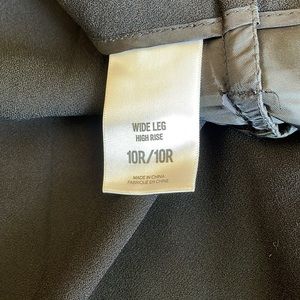 WIDE LEG
HIGH RISE
10R/10R
MADE IN CHINA
FABRIQUÉ EN CHINE